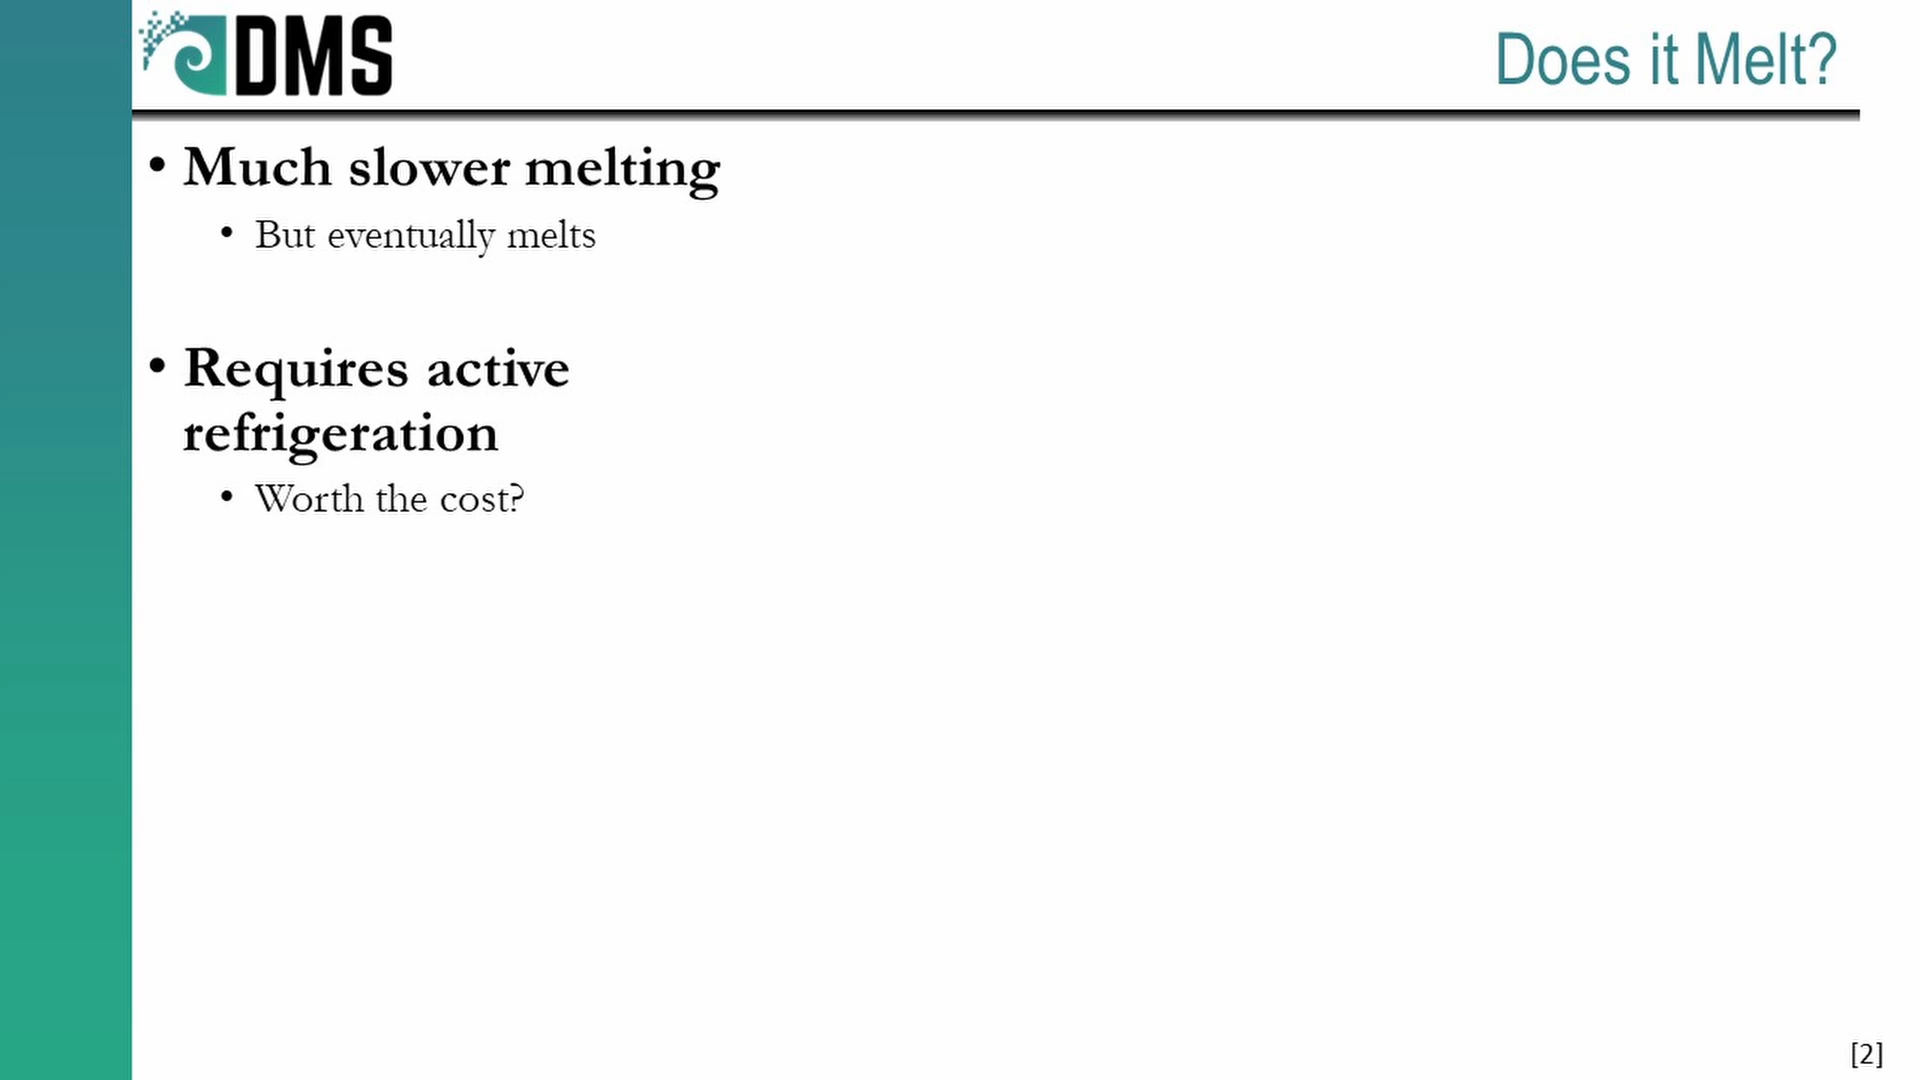 DMS
Does it Melt?
• Much slower melting
• But eventually melts
• Requires active
refrigeration
• Worth the cost?
[2]